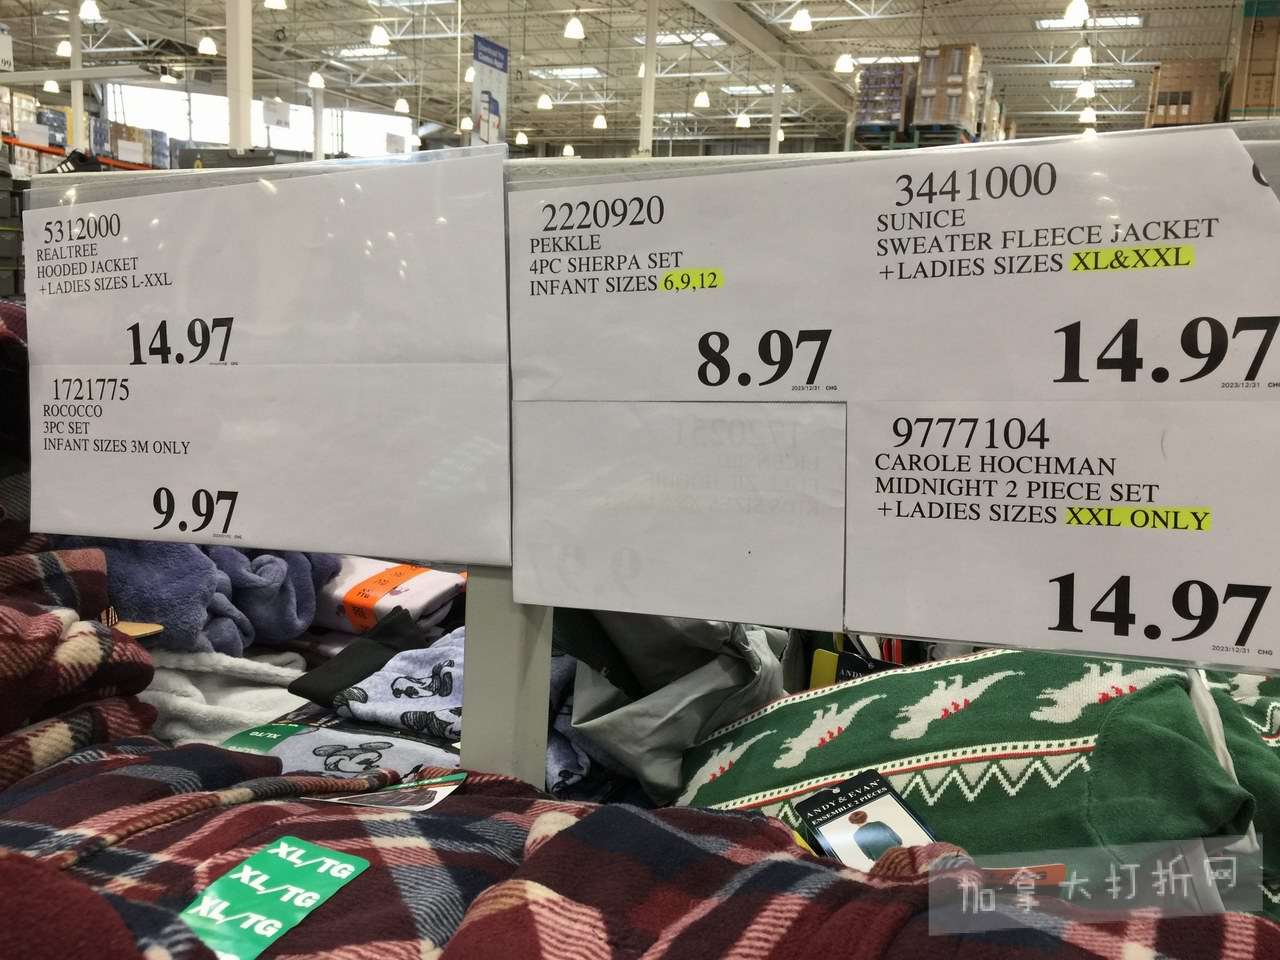 5312000
REALTREE
HOODED JACKET
+LADIES SIZES L-XXL
14.97
1721775
ROCOCCO
3PC SET
INFANT SIZES 3M ONLY
9.97
2220920
PEKKLE
4PC SHERPA SET
INFANT SIZES 6,9,12
8.97
2023/12/31 CHG
3441000
SUNICE
SWEATER FLEECE JACKET
+LADIES SIZES XL&XXL
14.97
2023/12/31 CHG
9777104
CAROLE HOCHMAN
MIDNIGHT 2 PIECE SET
+LADIES SIZES XXL ONLY
14.97
2023/12/31 CHG
XL/TG
XL/TG
XL/TG
XL/TG
ANDY & EVAN
ENSEMBLE 2 PIÈCES
加拿大打折网